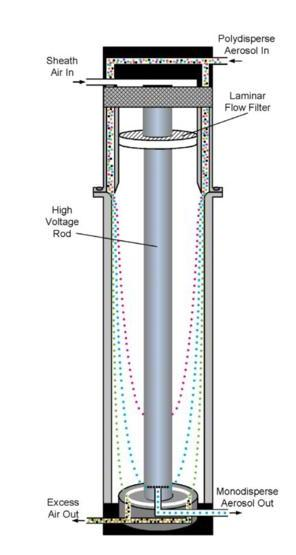 Polydisperse
Aerosol In
Sheath
Air In
Laminar
Flow Filter
High
Voltage
Rod
Excess
Air Out
Monodisperse
Aerosol Out